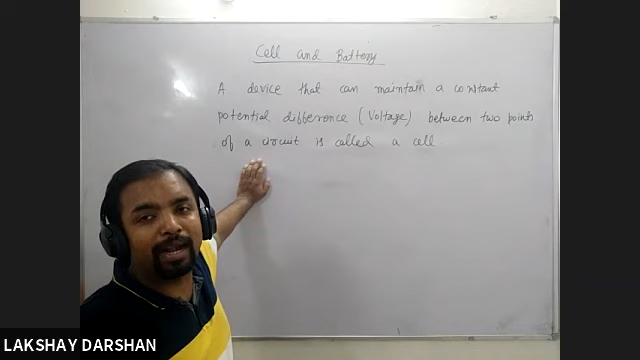 Cell and Battery
A device that can maintain a constant
potential difference (Voltage) between two points
of a circuit is called a cell
LAKSHAY DARSHAN